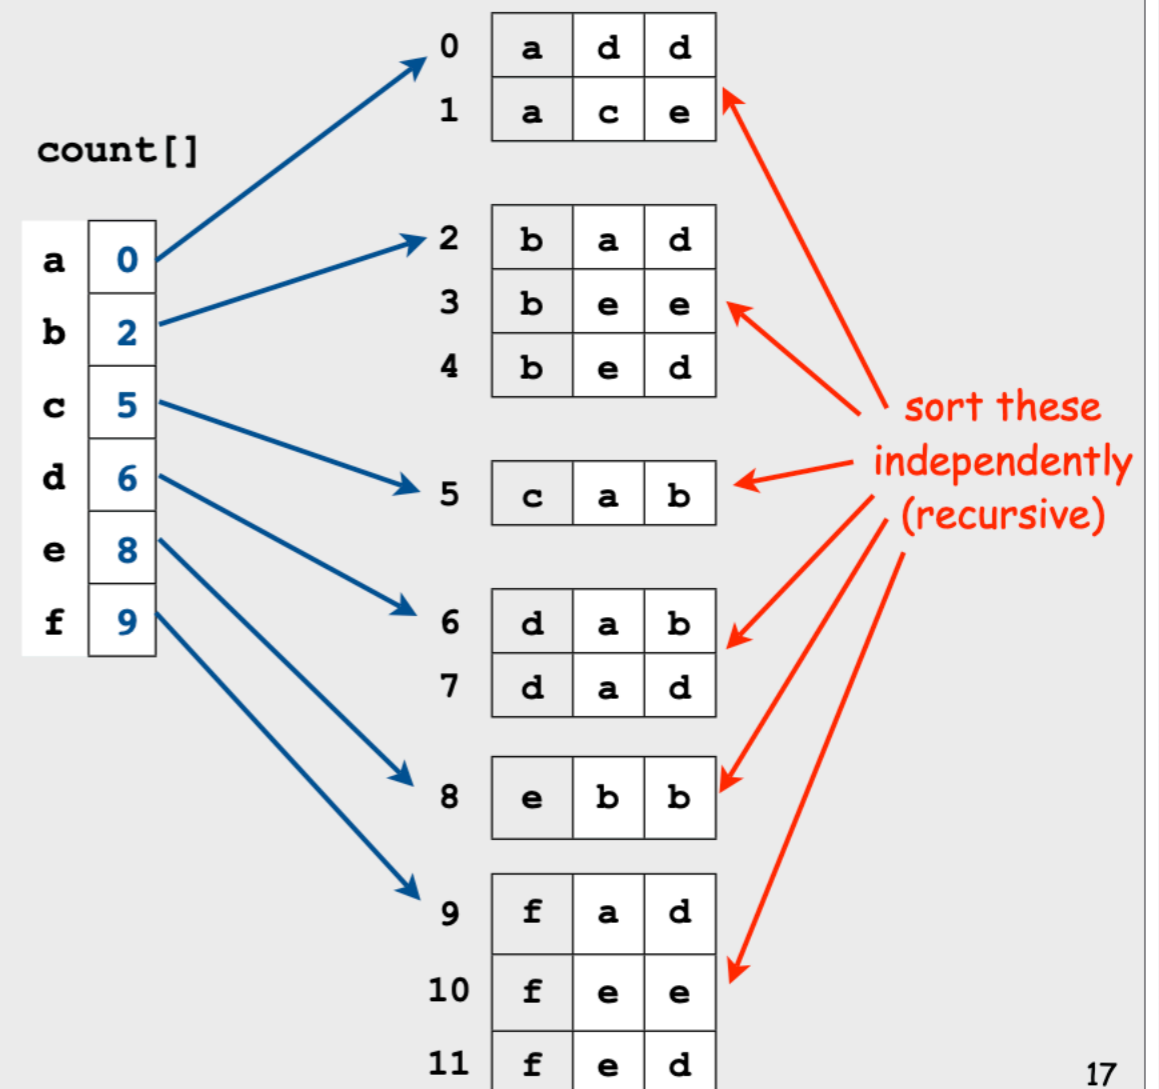 count[]
a 0
b 2
c 5
d 6
e 8
f 9
0 a d d
1 a c e
2 b a d
3 b e e
4 b e d
5 c a b
6 d a b
7 d a d
8 e b b
9 f a d
10 f e e
11 f e d
sort these
independently
(recursive)
17